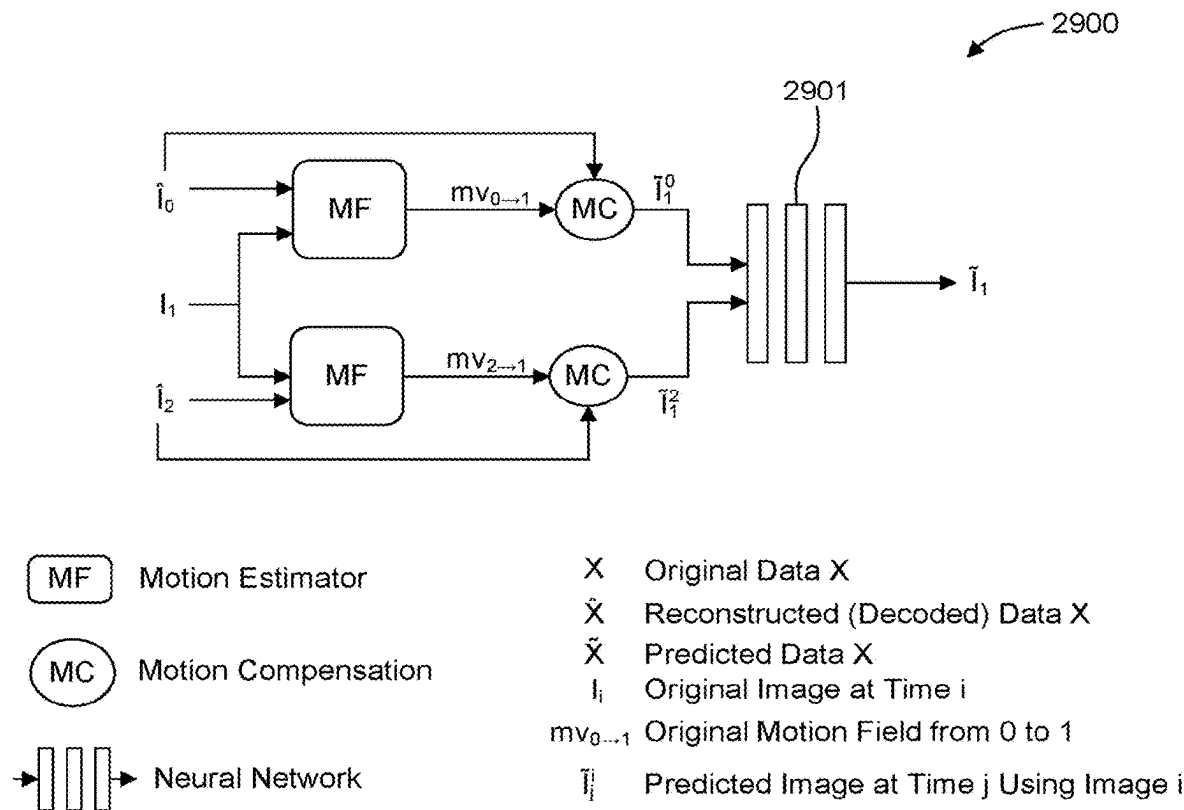 2900
2901
Î₀
MF
mv₀→₁
MC
Ĩ₁⁰
I₁
Ĩ₁
Î₂
MF
mv₂→₁
MC
Ĩ₁²
MF Motion Estimator
MC Motion Compensation
Neural Network
X Original Data X
X̂ Reconstructed (Decoded) Data X
X̃ Predicted Data X
Iᵢ Original Image at Time i
mv₀→₁ Original Motion Field from 0 to 1
Ĩⱼⁱ Predicted Image at Time j Using Image i